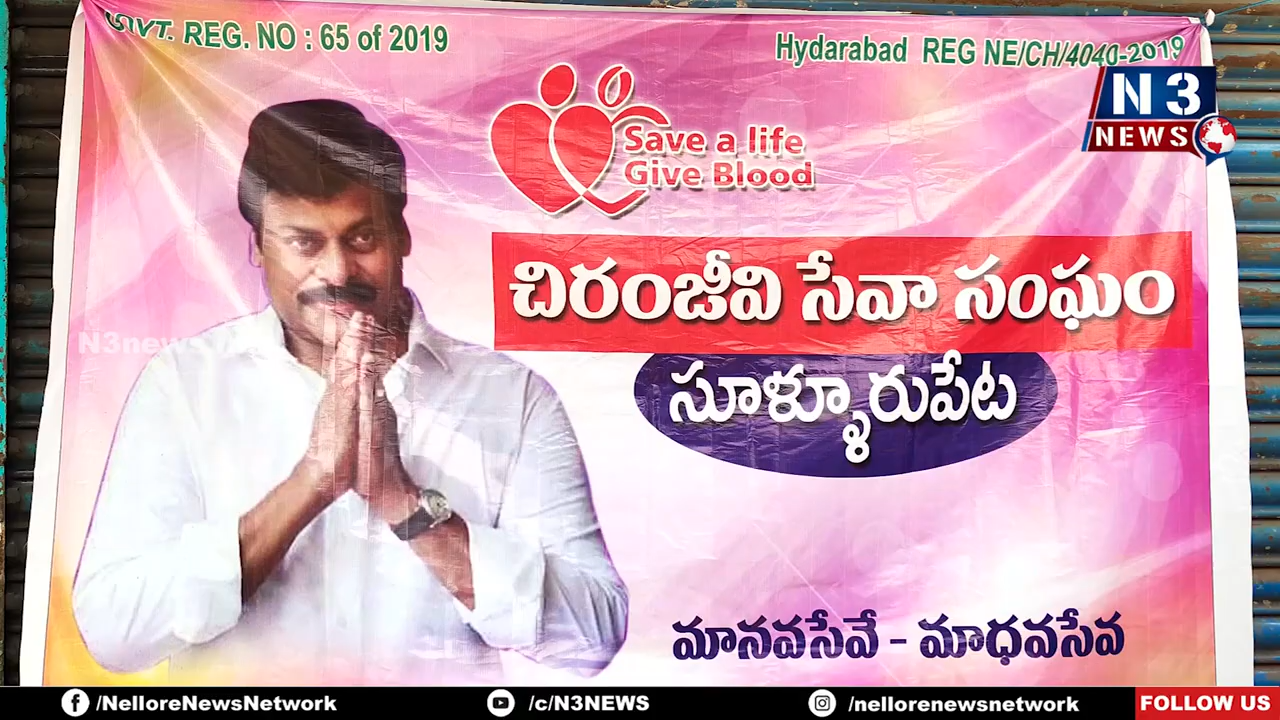 GOVT. REG. NO : 65 of 2019
Hydarabad REG NE/CH/4040-2019
N3
NEWS
Save a life
Give Blood
చిరంజీవి సేవా సంఘం
సూళ్ళూరుపేట
N3news
మానవసేవే - మాధవసేవ
/NelloreNewsNetwork
/c/N3NEWS
/nellorenewsnetwork
FOLLOW US